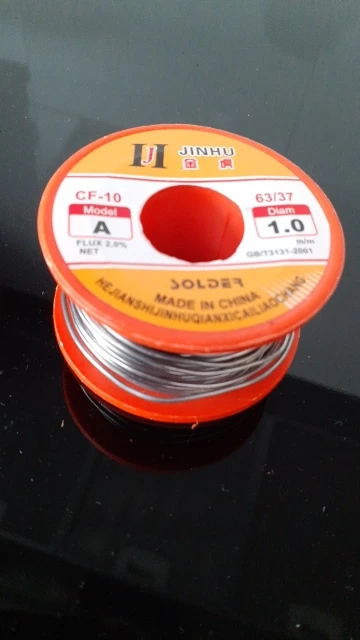 JH JINHU
金虎
CF-10 63/37
Model Diam
A 1.0
FLUX 2,0% m/m
NET GB/T3131-2001
SOLDER
MADE IN CHINA
HEJIANSHIJINHUQIANXICAILIAOCHANG